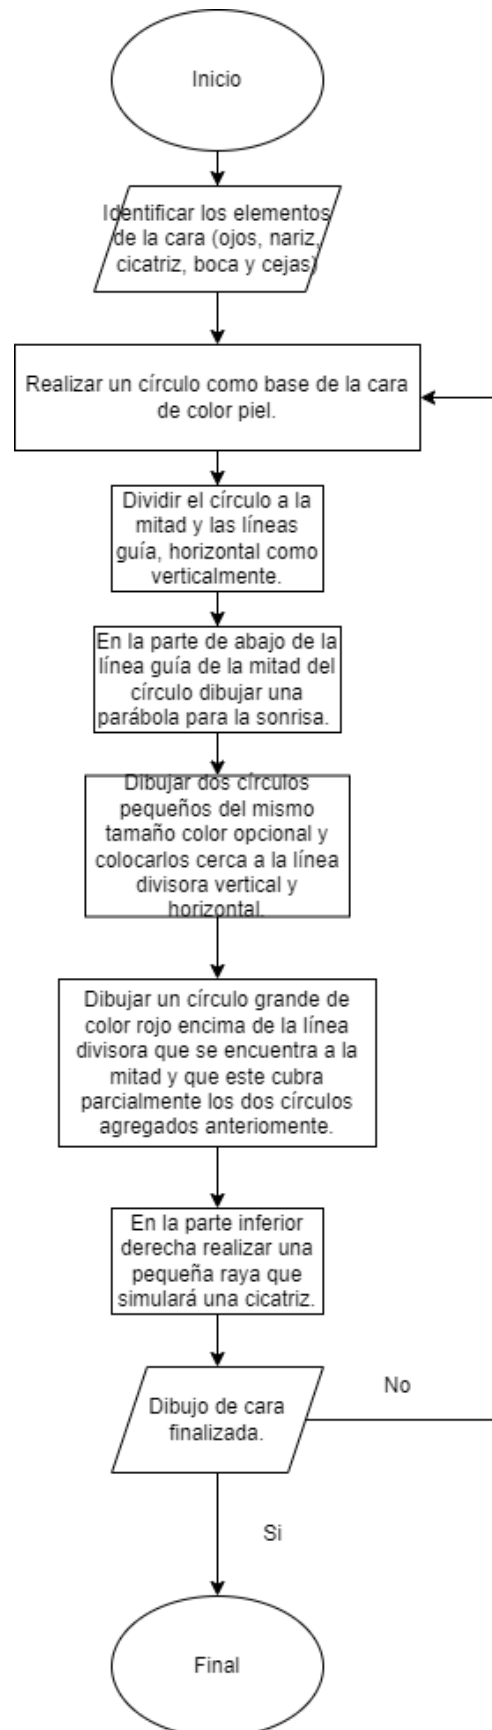 Inicio
Identificar los elementos
de la cara (ojos, nariz,
cicatriz, boca y cejas)
Realizar un círculo como base de la cara
de color piel.
Dividir el círculo a la
mitad y las líneas
guía, horizontal como
verticalmente.
En la parte de abajo de la
línea guía de la mitad del
círculo dibujar una
parábola para la sonrisa.
Dibujar dos círculos
pequeños del mismo
tamaño color opcional y
colocarlos cerca a la línea
divisora vertical y
horizontal.
Dibujar un círculo grande de
color rojo encima de la línea
divisora que se encuentra a la
mitad y que este cubra
parcialmente los dos círculos
agregados anteriomente.
En la parte inferior
derecha realizar una
pequeña raya que
simulará una cicatriz.
No
Dibujo de cara
finalizada.
Si
Final